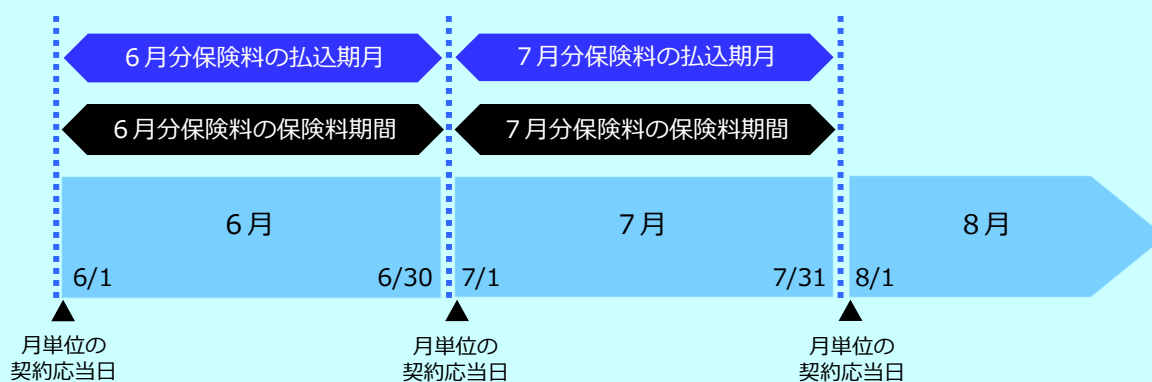 ６月分保険料の払込期月
７月分保険料の払込期月
６月分保険料の保険料期間
７月分保険料の保険料期間
６月
７月
８月
6/1
6/30
7/1
7/31
8/1
月単位の
契約応当日
月単位の
契約応当日
月単位の
契約応当日